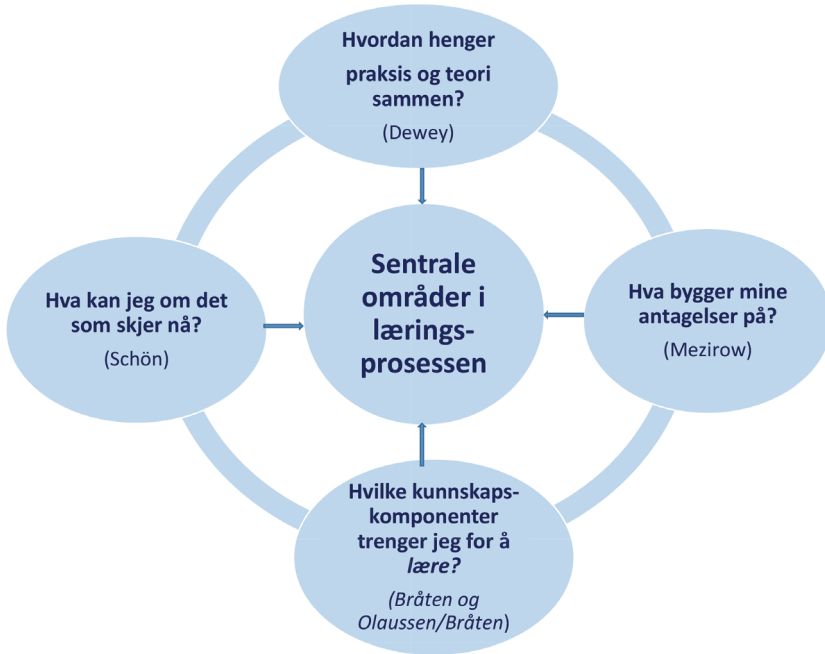 Hvordan henger
praksis og teori
sammen?
(Dewey)
Hva kan jeg om det
som skjer nå?
(Schön)
Sentrale
områder i
lærings-
prosessen
Hva bygger mine
antagelser på?
(Mezirow)
Hvilke kunnskaps-
komponenter
trenger jeg for å
lære?
(Bråten og
Olaussen/Bråten)